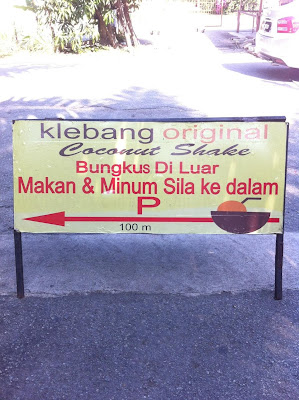 klebang original
Coconut Shake
Bungkus Di Luar
Makan & Minum Sila ke dalam
P
100 m